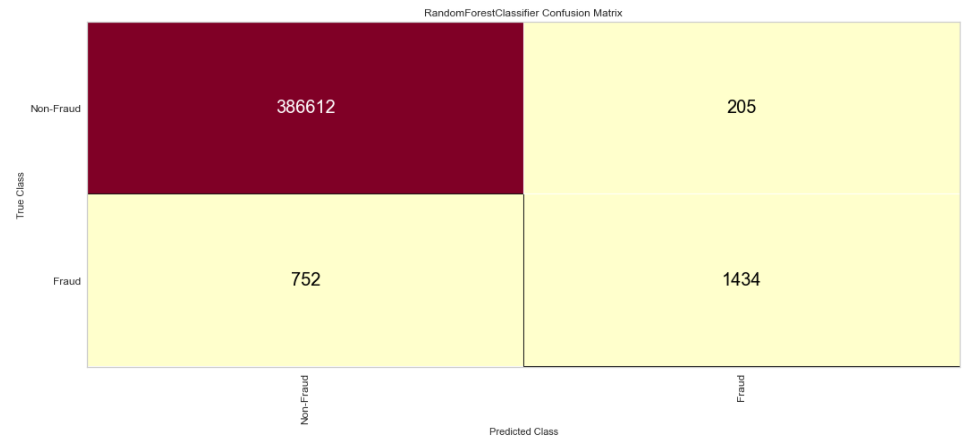 RandomForestClassifier Confusion Matrix
True Class
Non-Fraud
386612
205
Fraud
752
1434
Non-Fraud
Fraud
Predicted Class